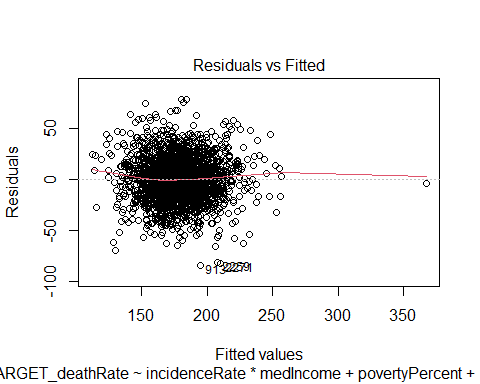 Residuals vs Fitted
Residuals
50
0
-50
-100
913
150
200
250
300
350
Fitted values
ARGET_deathRate ~ incidenceRate * medIncome + povertyPercent +